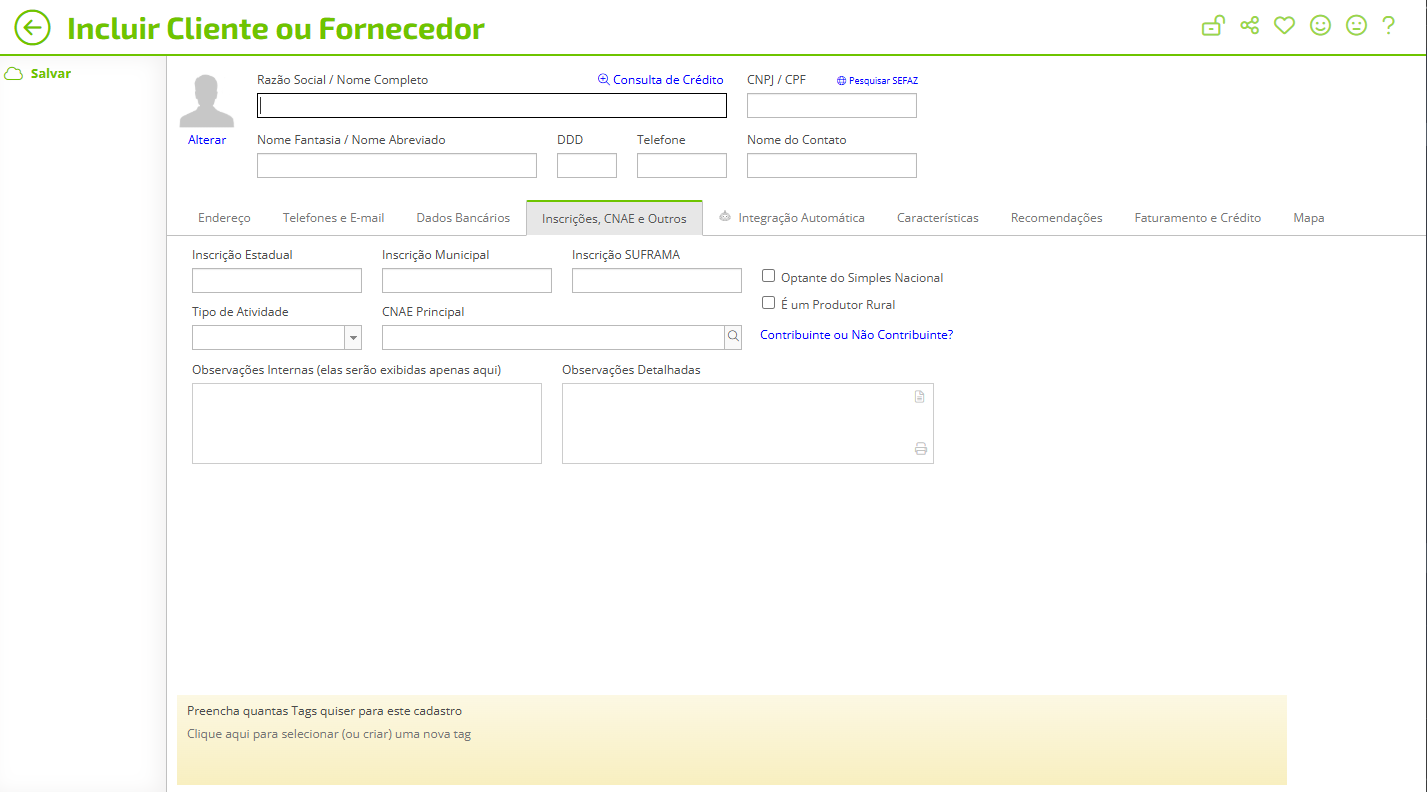 Incluir Cliente ou Fornecedor
Salvar
Razão Social / Nome Completo
Consulta de Crédito
CNPJ / CPF
Pesquisar SEFAZ
Alterar
Nome Fantasia / Nome Abreviado
DDD
Telefone
Nome do Contato
Endereço
Telefones e E-mail
Dados Bancários
Inscrições, CNAE e Outros
Integração Automática
Características
Recomendações
Faturamento e Crédito
Mapa
Inscrição Estadual
Inscrição Municipal
Inscrição SUFRAMA
Optante do Simples Nacional
É um Produtor Rural
Tipo de Atividade
CNAE Principal
Contribuinte ou Não Contribuinte?
Observações Internas (elas serão exibidas apenas aqui)
Observações Detalhadas
Preencha quantas Tags quiser para este cadastro
Clique aqui para selecionar (ou criar) uma nova tag